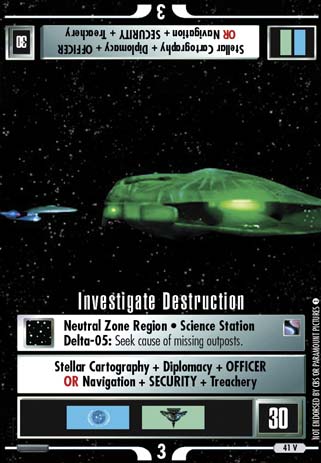 3
30
Stellar Cartography + Diplomacy + OFFICER
OR Navigation + SECURITY + Treachery
Investigate Destruction
Neutral Zone Region • Science Station
Delta-05: Seek cause of missing outposts.
Stellar Cartography + Diplomacy + OFFICER
OR Navigation + SECURITY + Treachery
30
3
41 V
NOT ENDORSED BY CBS OR PARAMOUNT PICTURES